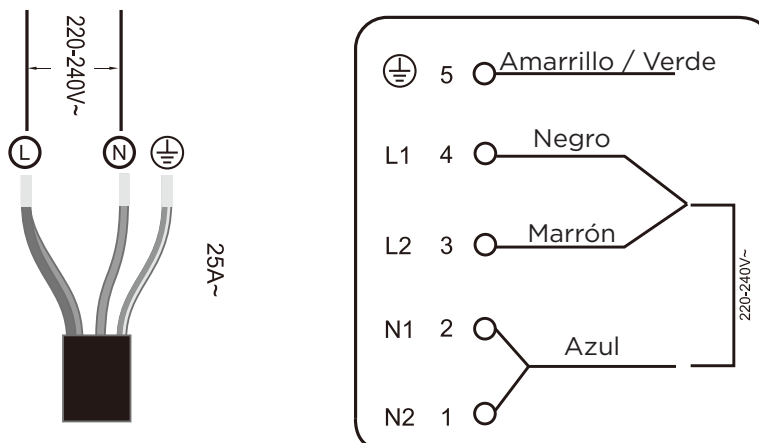 220-240V~
L
N
25A~
5 Amarrillo / Verde
L1 4 Negro
L2 3 Marrón
220-240V~
N1 2 Azul
N2 1